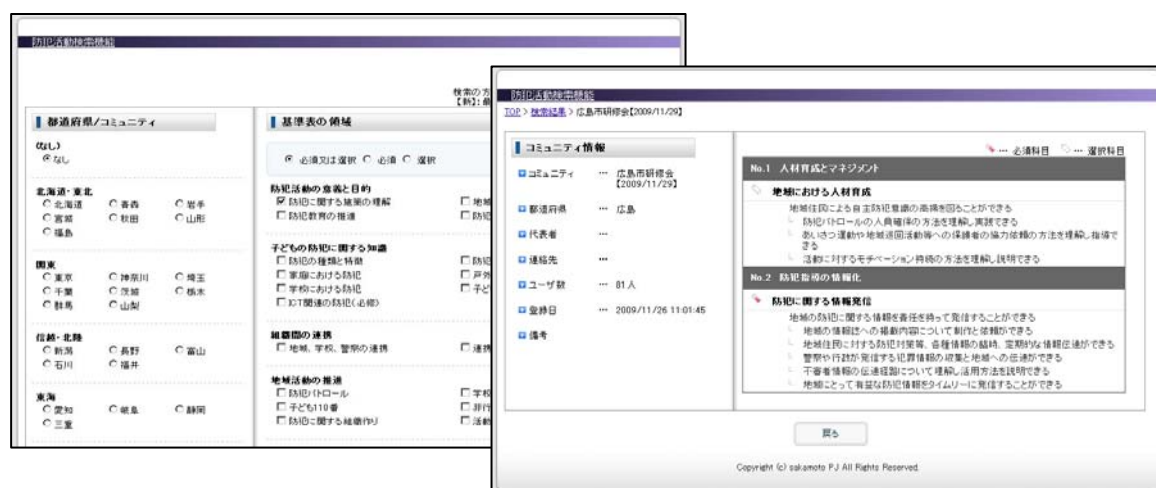 防犯活動検索機能
検索の方
【新】: 最
都道府県/コミュニティ
(なし)
なし
北海道・東北
北海道 青森 岩手
宮城 秋田 山形
福島
関東
東京 神奈川 埼玉
千葉 茨城 栃木
群馬 山梨
信越・北陸
新潟 長野 富山
石川 福井
東海
愛知 岐阜 静岡
三重
基準表の領域
必須又は選択 必須 選択
防犯活動の意義と目的
防犯に関する施策の理解 地域
防犯教育の推進 防犯
子どもの防犯に関する知識
防犯の種類と特徴 防犯
家庭における防犯 戸外
学校における防犯 子ど
ICT関連の防犯(必修)
組織間の連携
地域、学校、警察の連携 連携
地域活動の推進
防犯パトロール 学校
子ども110番 非行
防犯に関する組織作り 活動
防犯活動検索機能
TOP > 検索結果 > 広島市研修会【2009/11/29】
コミュニティ情報
コミュニティ … 広島市研修会
【2009/11/29】
都道府県 … 広島
代表者 …
連絡先 …
ユーザ数 … 81人
登録日 … 2009/11/26 11:01:45
備考
… 必須科目 … 選択科目
No.1 人材育成とマネジメント
地域における人材育成
地域住民による自主防犯意識の高揚を図ることができる
防犯パトロールの人員確保の方法を理解し実践できる
あいさつ運動や地域巡回活動等への保護者の協力依頼の方法を理解し指導で
きる
活動に対するモチベーション持続の方法を理解し説明できる
No.2 防犯指導の情報化
防犯に関する情報発信
地域の防犯に関する情報を責任を持って発信することができる
地域の情報誌への掲載内容について制作と依頼ができる
地域住民に対する防犯対策等、各種情報の臨時、定期的な情報伝達ができる
警察や行政が発信する犯罪情報の収集と地域への伝達ができる
不審者情報の伝達経路について理解し活用方法を説明できる
地域にとって有益な防犯情報をタイムリーに発信することができる
戻る
Copyright (c) sakamoto PJ All Rights Reserved.